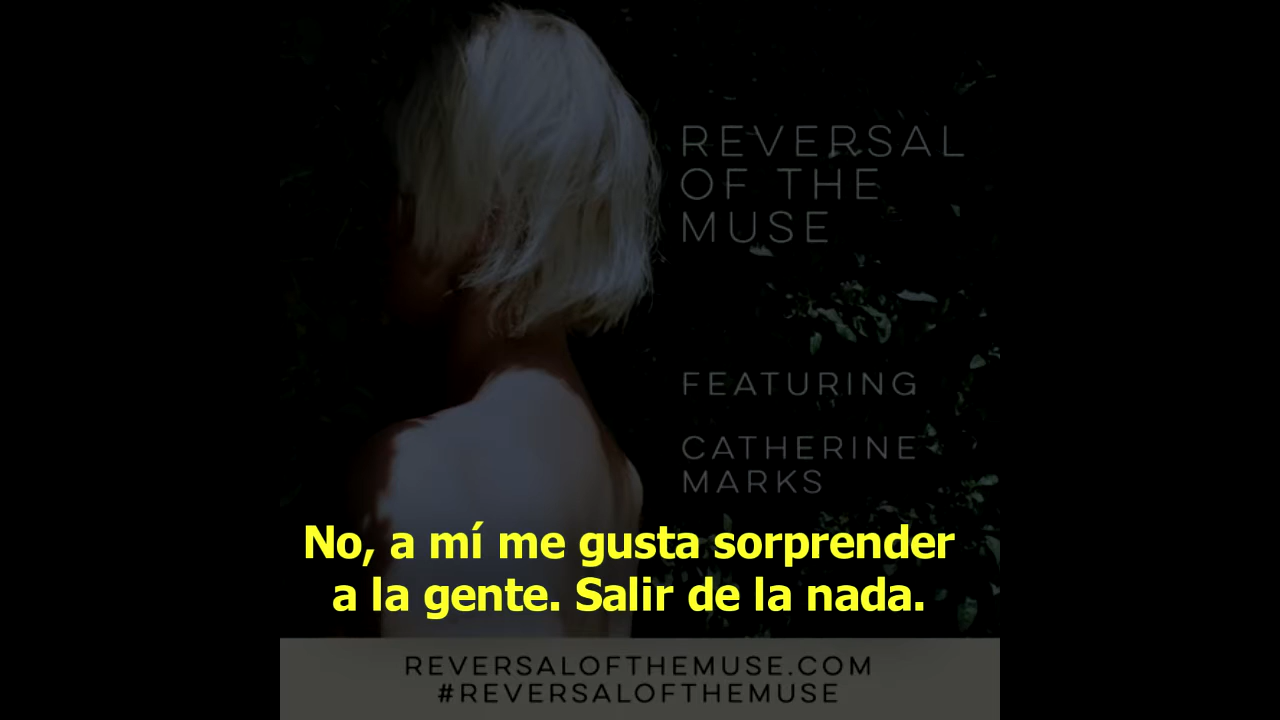 REVERSAL
OF THE
MUSE
FEATURING
CATHERINE
MARKS
No, a mí me gusta sorprender
a la gente. Salir de la nada.
REVERSALOFTHEMUSE.COM
#REVERSALOFTHEMUSE